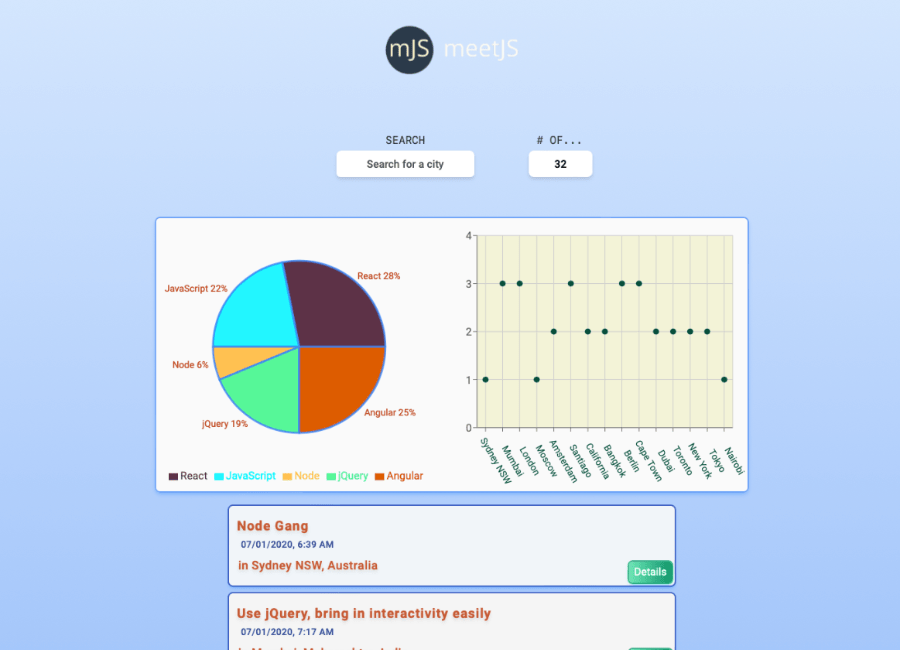 mJS meetJS
SEARCH
Search for a city
# OF...
32
React 28%
JavaScript 22%
Node 6%
jQuery 19%
Angular 25%
React JavaScript Node jQuery Angular
4
3
2
1
0
Sydney NSW
Mumbai
London
Moscow
Amsterdam
Santiago
California
Bangkok
Berlin
Cape Town
Dubai
Toronto
New York
Tokyo
Nairobi
Node Gang
07/01/2020, 6:39 AM
in Sydney NSW, Australia
Details
Use jQuery, bring in interactivity easily
07/01/2020, 7:17 AM